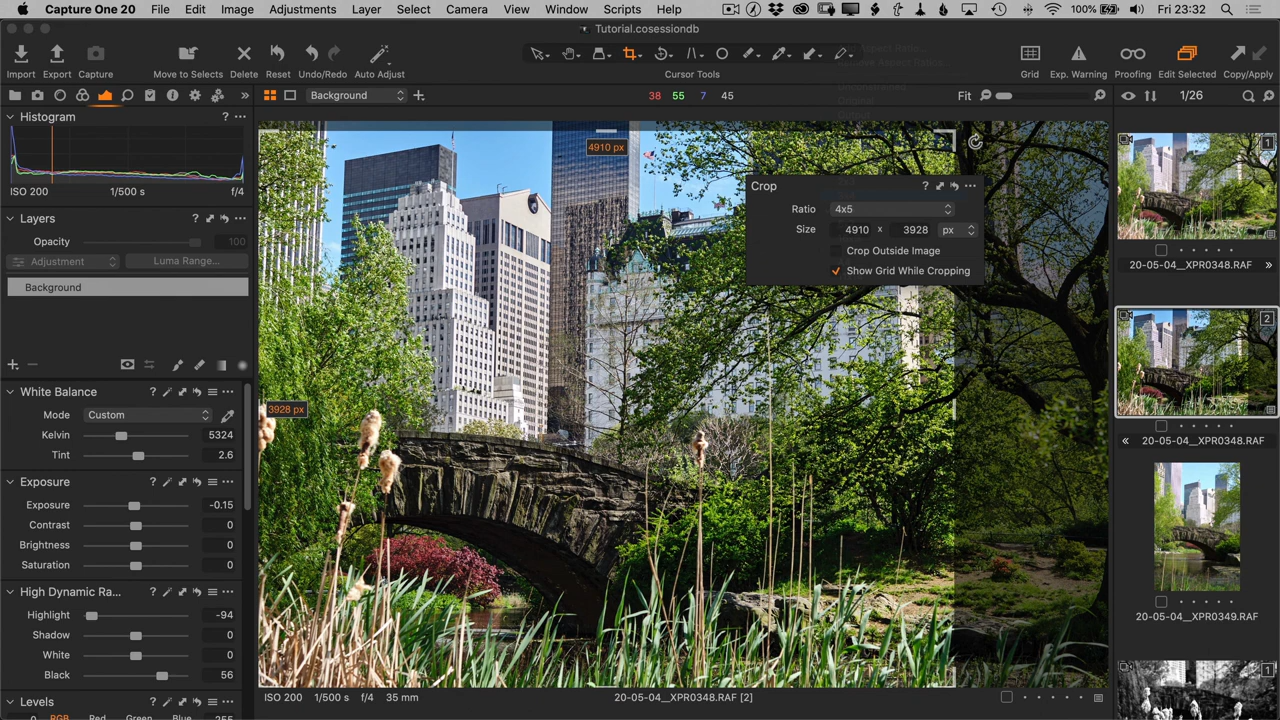 Capture One 20 File Edit Image Adjustments Layer Select Camera View Window Scripts Help 100% Fri 23:32
Tutorial.cosessiondb
Import Export Capture Move to Selects Delete Reset Undo/Redo Auto Adjust Cursor Tools Grid Exp. Warning Proofing Edit Selected Copy/Apply
Background 38 55 7 45 Fit 1/26
Histogram
ISO 200 1/500 s f/4
Layers
Opacity 100
Adjustment Luma Range...
Background
White Balance
Mode Custom
Kelvin 5324
Tint 2.6
Exposure
Exposure -0.15
Contrast 0
Brightness 0
Saturation 0
High Dynamic Ra...
Highlight -94
Shadow 0
White 0
Black 56
Levels
0 RGB Red Green Blue 255
4910 px
3928 px
Crop
Ratio 4x5
Size 4910 x 3928 px
Crop Outside Image
Show Grid While Cropping
ISO 200 1/500 s f/4 35 mm 20-05-04__XPR0348.RAF [2]
1
20-05-04__XPR0348.RAF
2
20-05-04__XPR0348.RAF
20-05-04__XPR0349.RAF
1